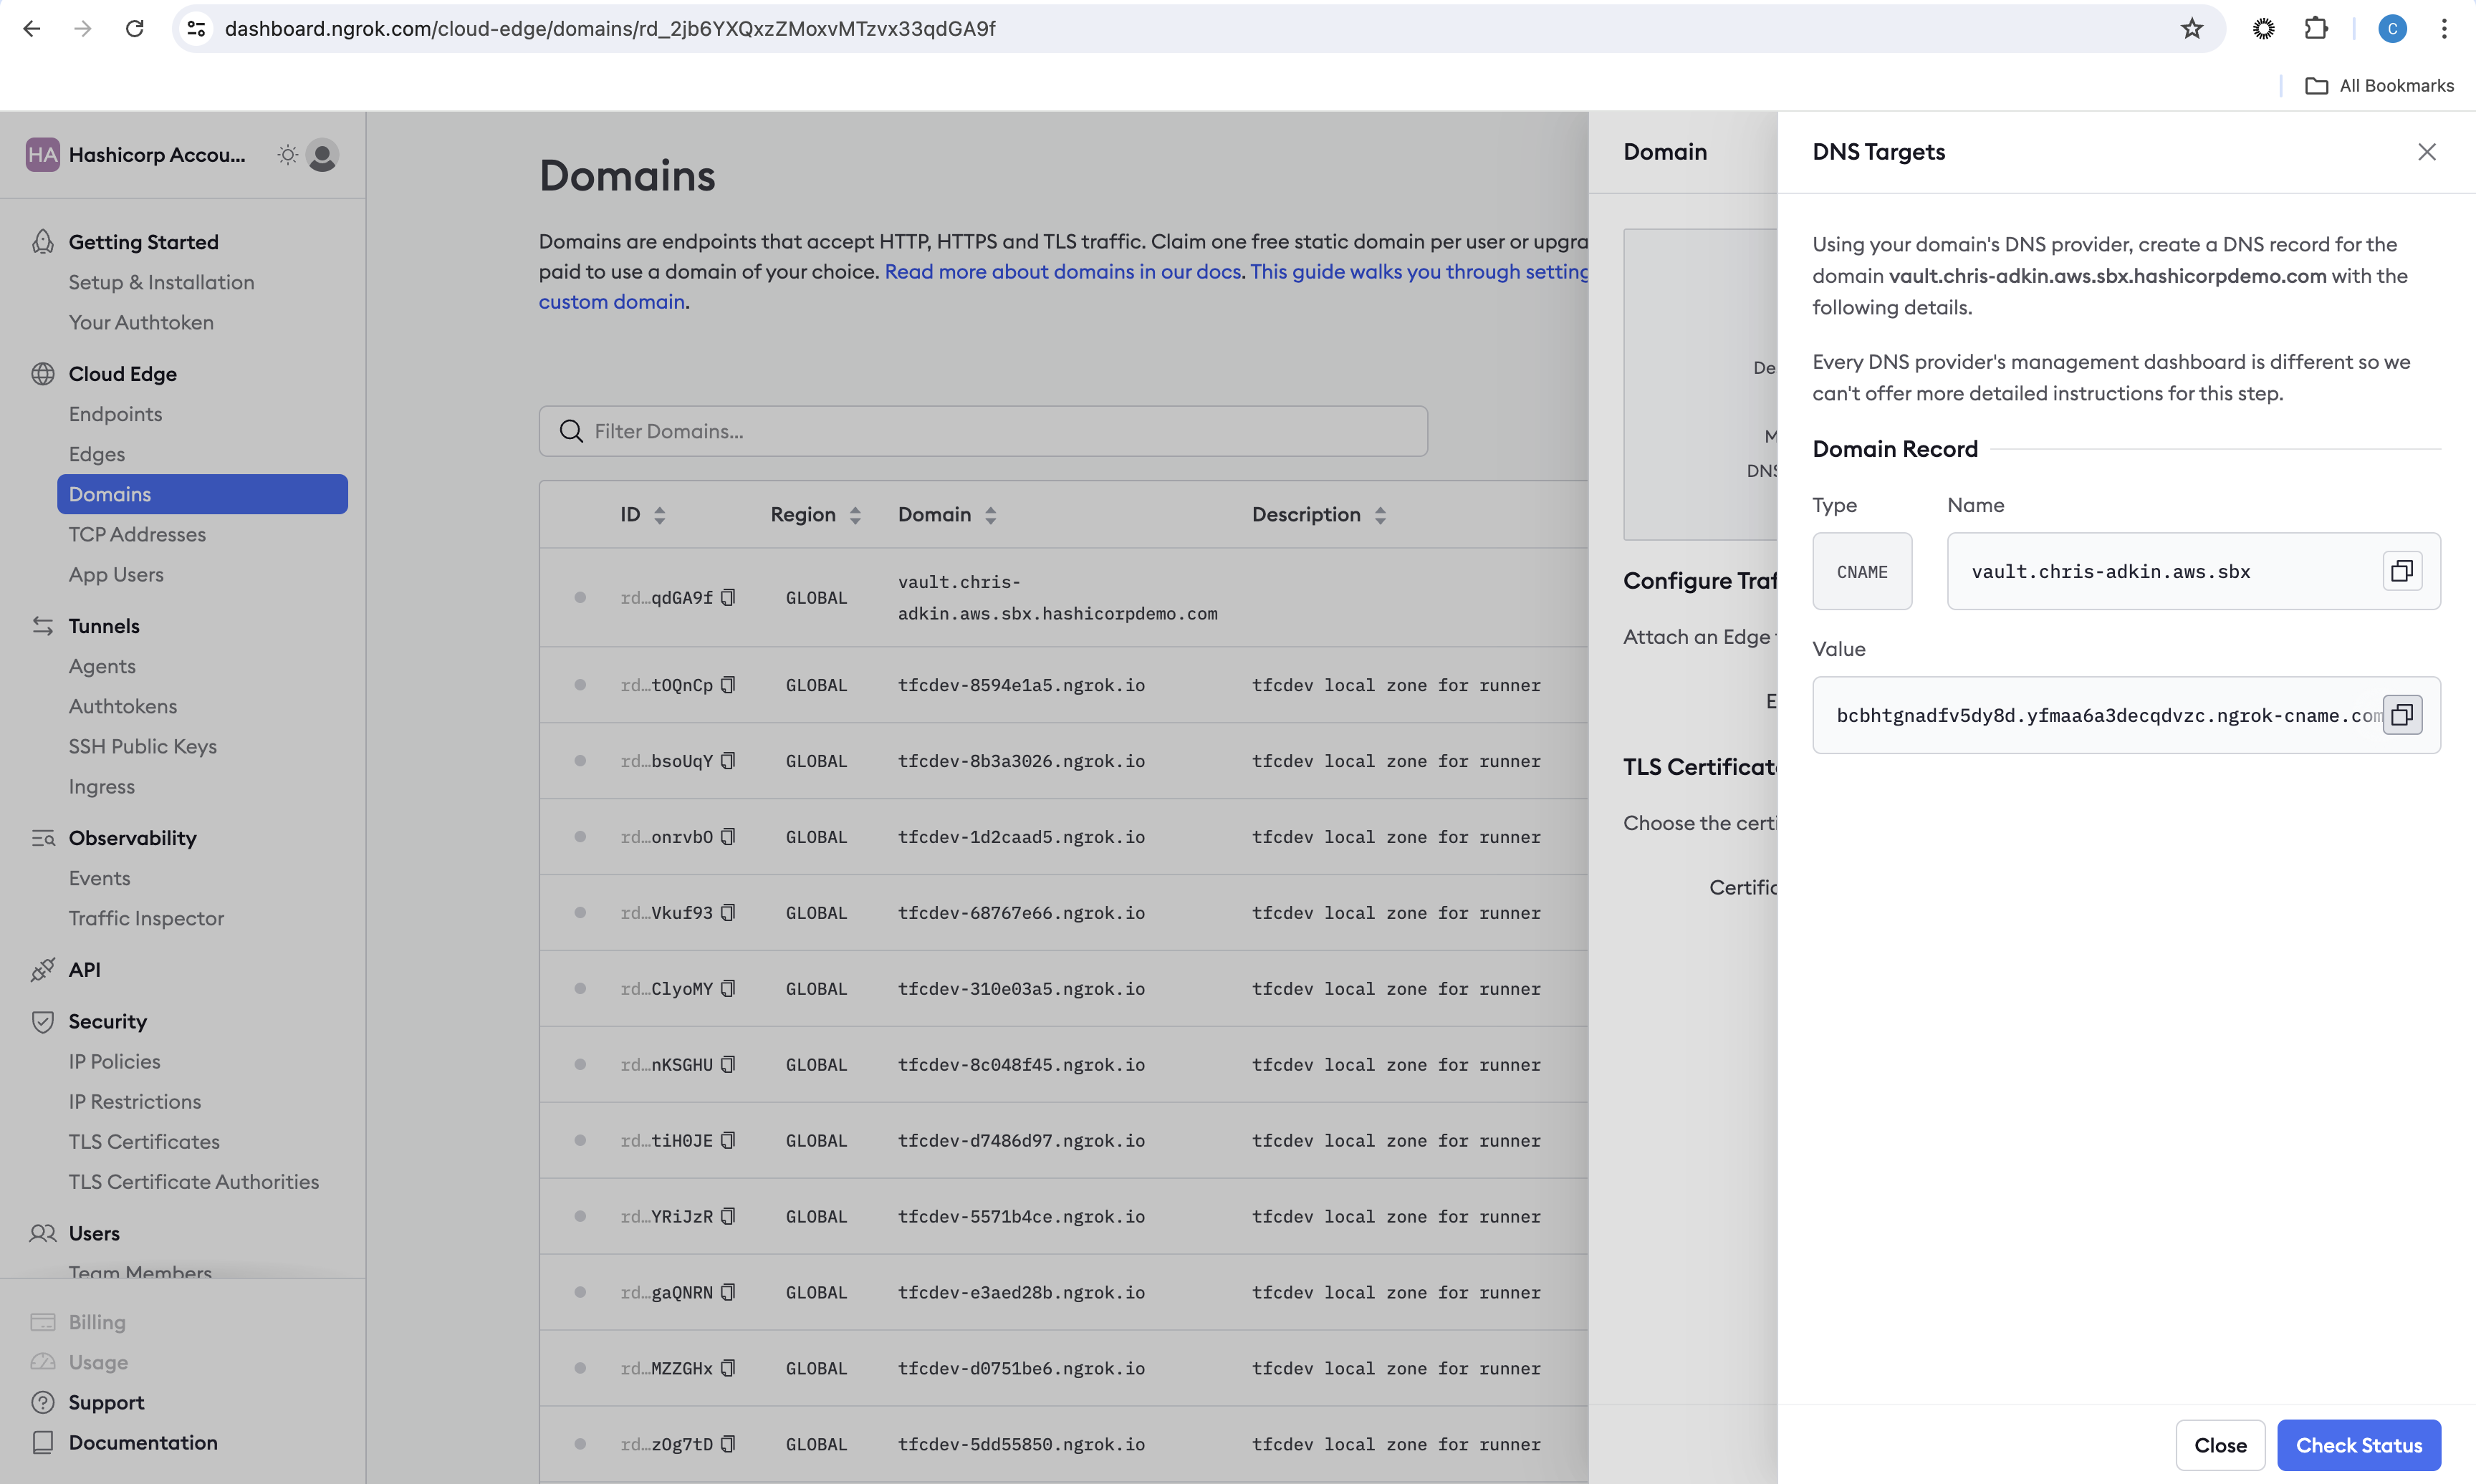 dashboard.ngrok.com/cloud-edge/domains/rd_2jb6YXQxzZMoxvMTzvx33qdGA9f
C
All Bookmarks
HA Hashicorp Accou...
Getting Started
Setup & Installation
Your Authtoken
Cloud Edge
Endpoints
Edges
Domains
TCP Addresses
App Users
Tunnels
Agents
Authtokens
SSH Public Keys
Ingress
Observability
Events
Traffic Inspector
API
Security
IP Policies
IP Restrictions
TLS Certificates
TLS Certificate Authorities
Users
Team Members
Billing
Usage
Support
Documentation
Domains
Domains are endpoints that accept HTTP, HTTPS and TLS traffic. Claim one free static domain per user or upgra
paid to use a domain of your choice. Read more about domains in our docs. This guide walks you through setting
custom domain.
Filter Domains...
ID Region Domain Description
rd…qdGA9f GLOBAL vault.chris-
adkin.aws.sbx.hashicorpdemo.com
rd…tOQnCp GLOBAL tfcdev-8594e1a5.ngrok.io tfcdev local zone for runner
rd…bsoUqY GLOBAL tfcdev-8b3a3026.ngrok.io tfcdev local zone for runner
rd…onrvbO GLOBAL tfcdev-1d2caad5.ngrok.io tfcdev local zone for runner
rd…Vkuf93 GLOBAL tfcdev-68767e66.ngrok.io tfcdev local zone for runner
rd…ClyoMY GLOBAL tfcdev-310e03a5.ngrok.io tfcdev local zone for runner
rd…nKSGHU GLOBAL tfcdev-8c048f45.ngrok.io tfcdev local zone for runner
rd…tiH0JE GLOBAL tfcdev-d7486d97.ngrok.io tfcdev local zone for runner
rd…YRiJzR GLOBAL tfcdev-5571b4ce.ngrok.io tfcdev local zone for runner
rd…gaQNRN GLOBAL tfcdev-e3aed28b.ngrok.io tfcdev local zone for runner
rd…MZZGHx GLOBAL tfcdev-d0751be6.ngrok.io tfcdev local zone for runner
rd…zOg7tD GLOBAL tfcdev-5dd55850.ngrok.io tfcdev local zone for runner
Domain
De
M
DNS
Configure Traf
Attach an Edge
E
TLS Certificat
Choose the certi
Certific
DNS Targets
Using your domain's DNS provider, create a DNS record for the
domain vault.chris-adkin.aws.sbx.hashicorpdemo.com with the
following details.
Every DNS provider's management dashboard is different so we
can't offer more detailed instructions for this step.
Domain Record
Type Name
CNAME vault.chris-adkin.aws.sbx
Value
bcbhtgnadfv5dy8d.yfmaa6a3decqdvzc.ngrok-cname.com
Close Check Status